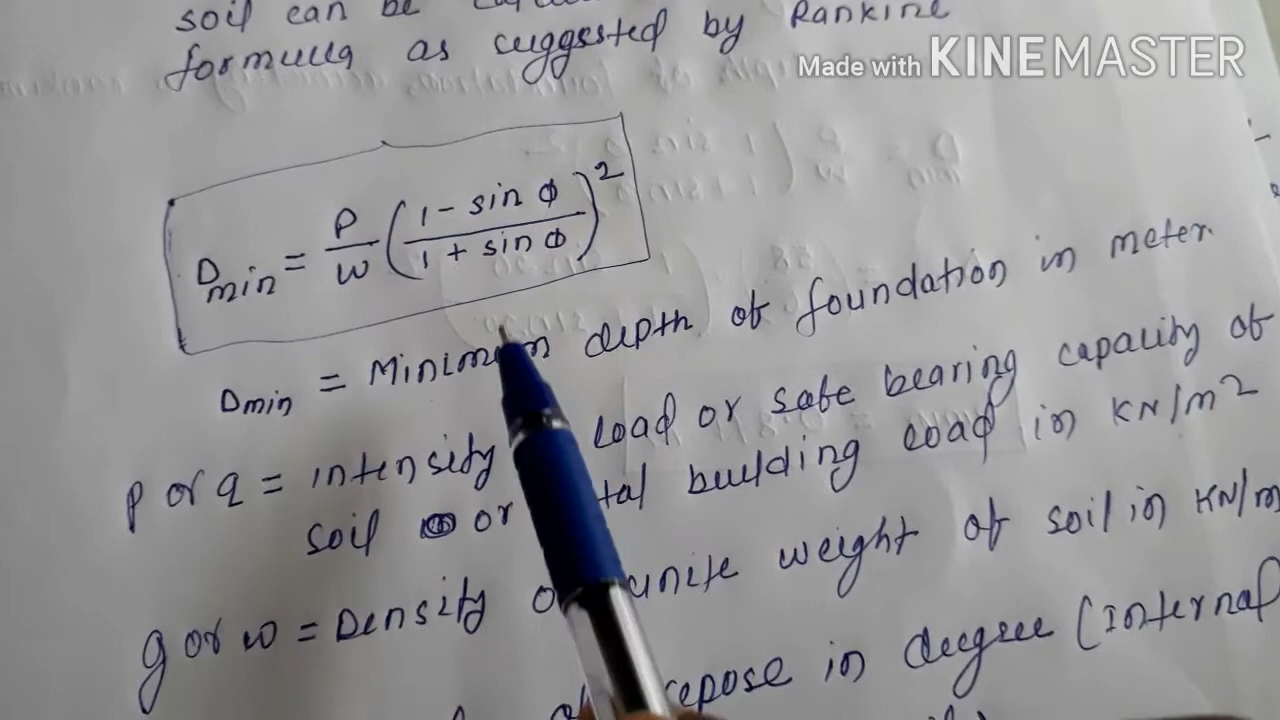 soil can be
formula as suggested by Rankine
Made with KINEMASTER
Dmin = P/w (1 - sin φ / 1 + sin φ)²
Dmin = Minimum depth of foundation in meter.
P or q = intensity load or safe bearing capacity of
soil or building load in KN/m²
g or w = Density unite weight of soil in KN/m
repose in degree (internal